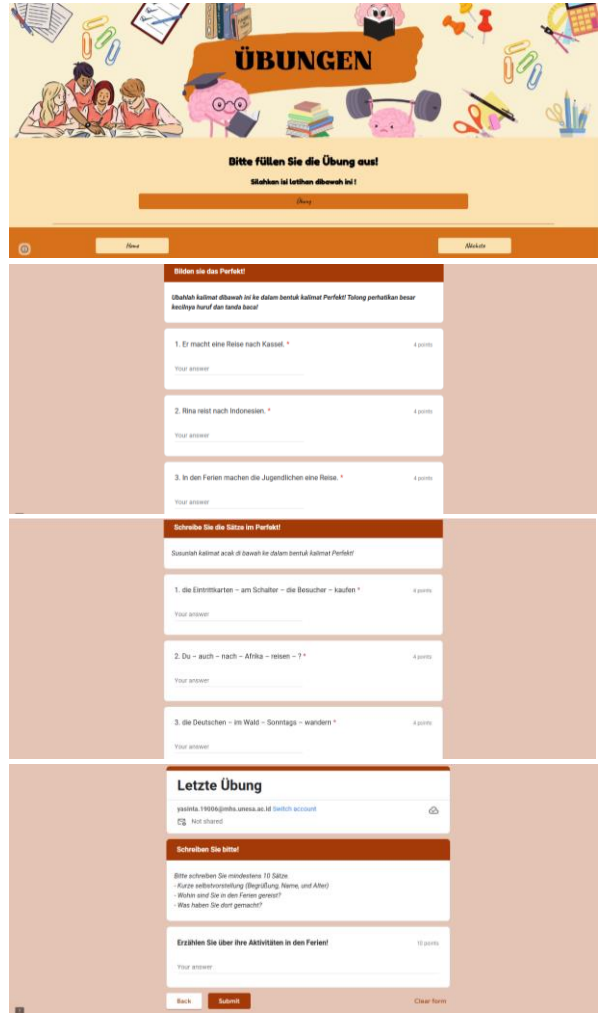 ÜBUNGEN
Bitte füllen Sie die Übung aus!
Silahkan isi latihan dibawah ini !
Übung
Home
Nächste
Bilden sie das Perfekt!
Ubahlah kalimat dibawah ini ke dalam bentuk kalimat Perfekt! Tolong perhatikan besar
kecilnya huruf dan tanda baca!
1. Er macht eine Reise nach Kassel. *
4 points
Your answer
2. Rina reist nach Indonesien. *
4 points
Your answer
3. In den Ferien machen die Jugendlichen eine Reise. *
4 points
Your answer
Schreibe Sie die Sätze im Perfekt!
Susunlah kalimat acak di bawah ke dalam bentuk kalimat Perfekt!
1. die Eintrittkarten – am Schalter – die Besucher – kaufen *
4 points
Your answer
2. Du – auch – nach – Afrika – reisen – ? *
4 points
Your answer
3. die Deutschen – im Wald – Sonntags – wandern *
4 points
Your answer
Letzte Übung
yasinta.19006@mhs.unesa.ac.id Switch account
Not shared
Schreiben Sie bitte!
Bitte schreiben Sie mindestens 10 Sätze.
- Kurze selbstvorstellung (Begrüßung, Name, und Alter)
- Wohin sind Sie in den Ferien gereist?
- Was haben Sie dort gemacht?
Erzählen Sie über ihre Aktivitäten in den Ferien!
10 points
Your answer
Back
Submit
Clear form